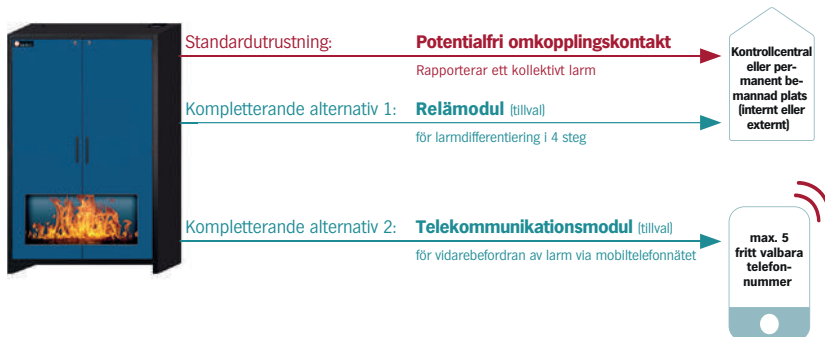 Standardutrustning: Potentialfri omkopplingskontakt
Rapporterar ett kollektivt larm
Kompletterande alternativ 1: Relämodul (tillval)
för larmdifferentiering i 4 steg
Kontrollcentral
eller per-
manent be-
mannad plats
(internt eller
externt)
Kompletterande alternativ 2: Telekommunikationsmodul (tillval)
för vidarebefordran av larm via mobiltelefonnätet
max. 5
fritt valbara
telefon-
nummer